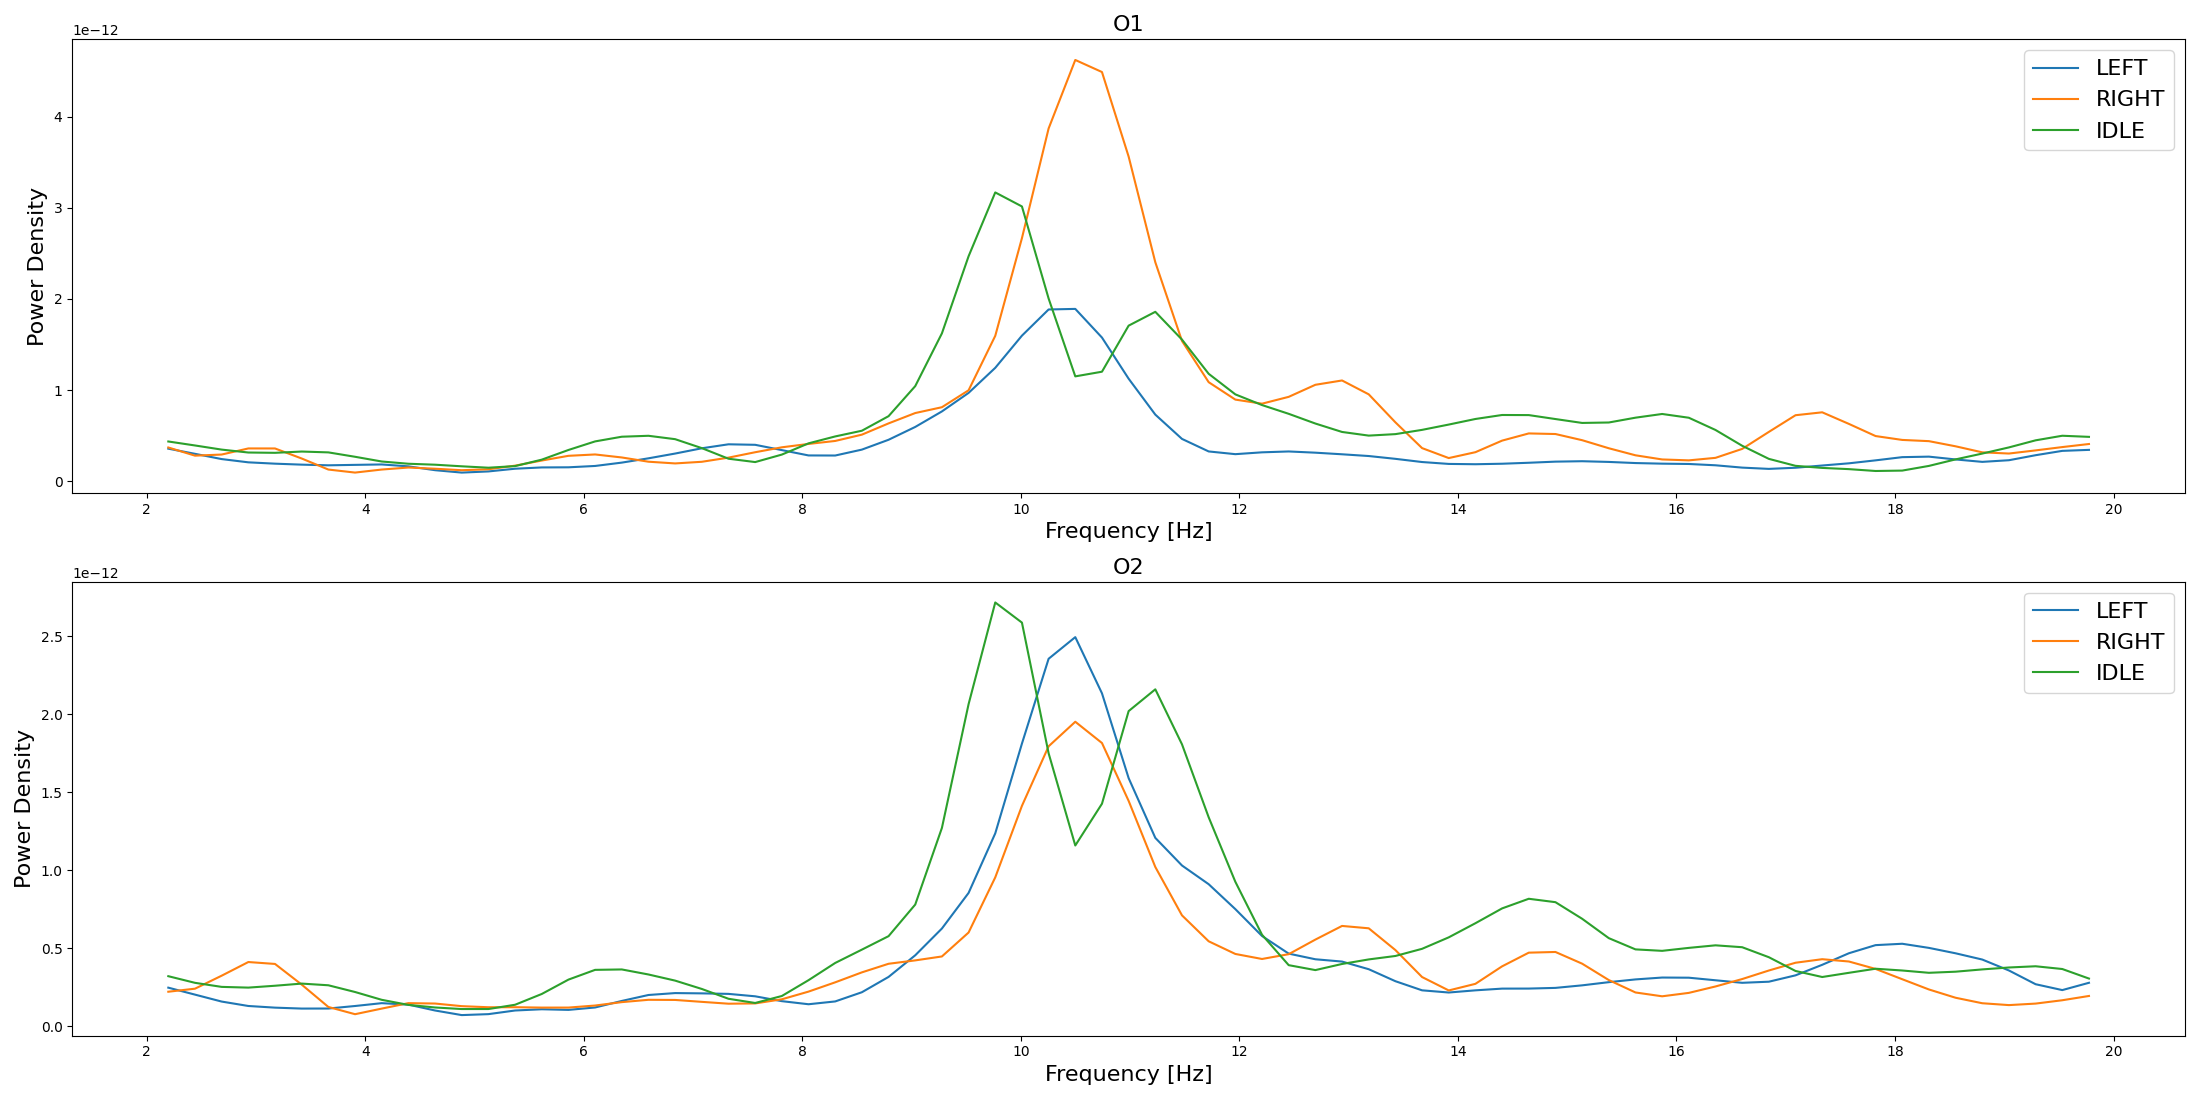 O1
1e−12
4
3
2
1
0
Power Density
LEFT
RIGHT
IDLE
2 4 6 8 10 12 14 16 18 20
Frequency [Hz]
O2
1e−12
2.5
2.0
1.5
1.0
0.5
0.0
Power Density
LEFT
RIGHT
IDLE
2 4 6 8 10 12 14 16 18 20
Frequency [Hz]